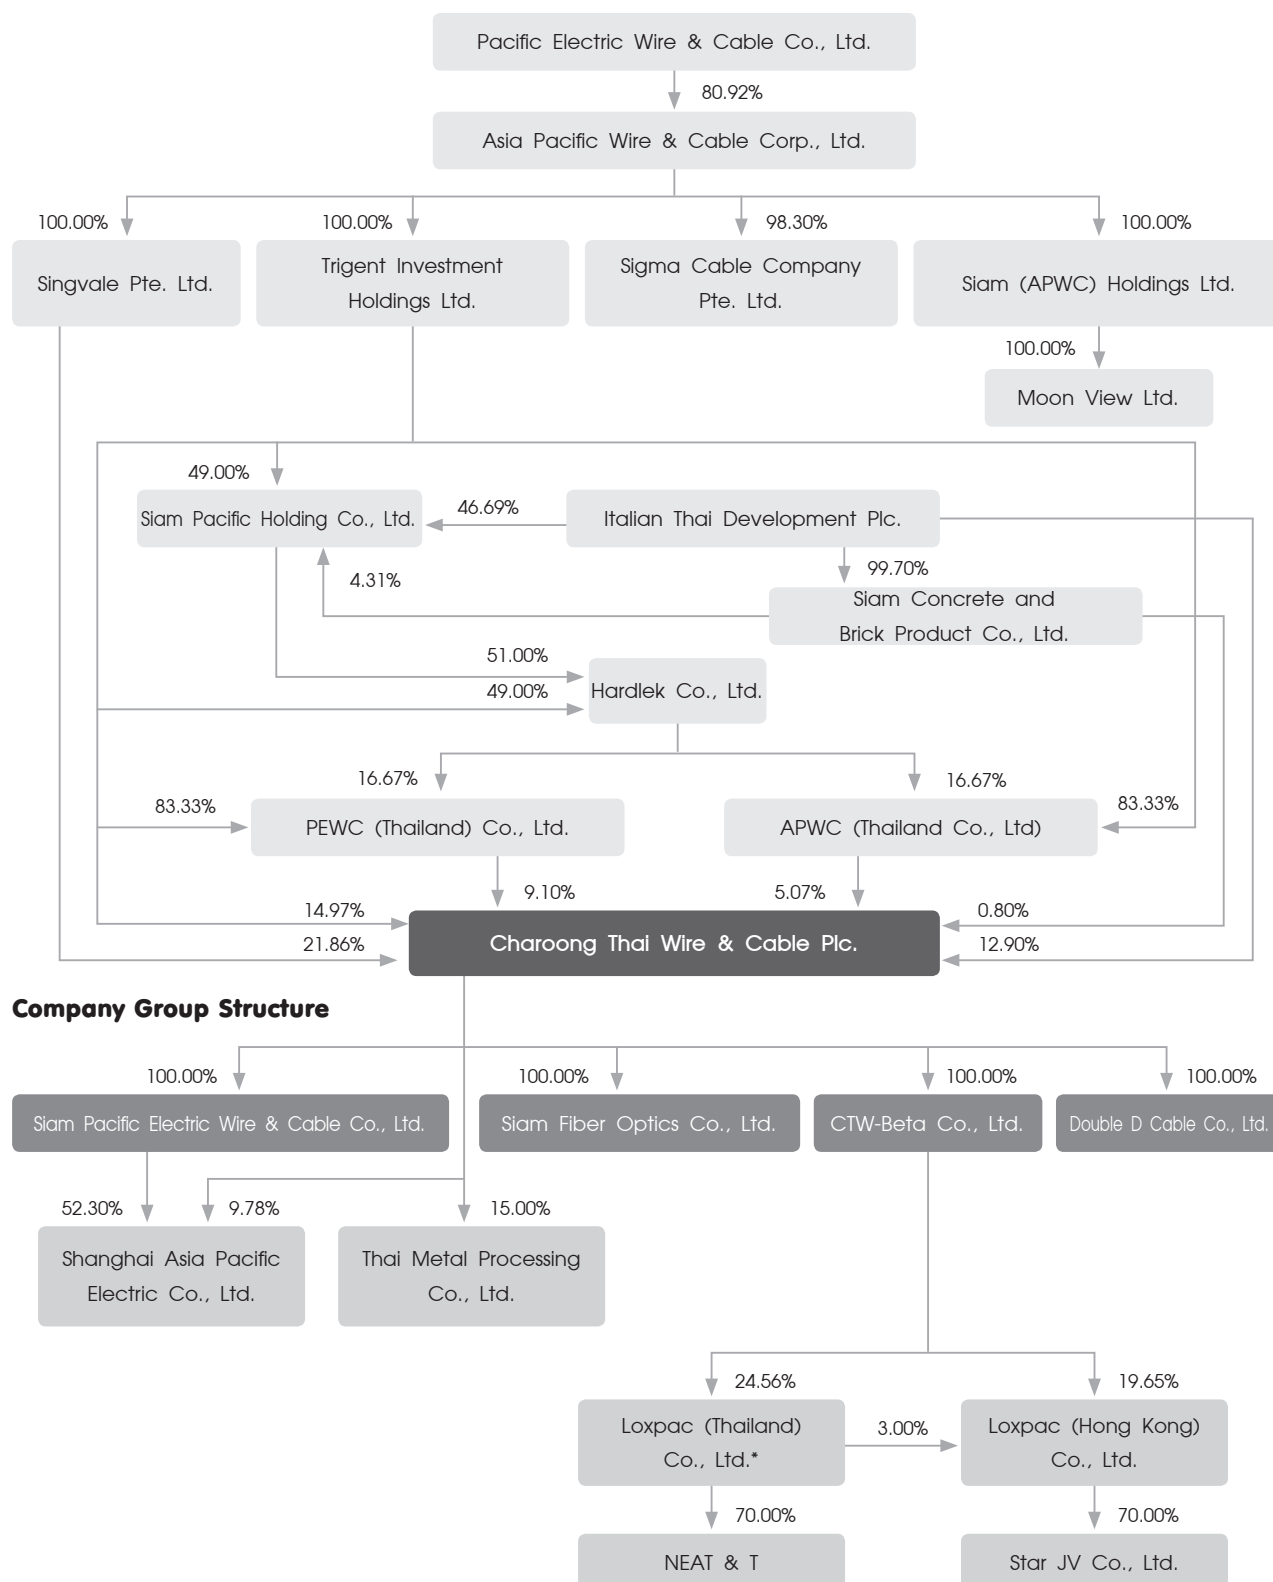 Pacific Electric Wire & Cable Co., Ltd.
80.92%
Asia Pacific Wire & Cable Corp., Ltd.
100.00%
100.00%
98.30%
100.00%
Singvale Pte. Ltd.
Trigent Investment
Holdings Ltd.
Sigma Cable Company
Pte. Ltd.
Siam (APWC) Holdings Ltd.
100.00%
Moon View Ltd.
49.00%
Siam Pacific Holding Co., Ltd.
46.69%
Italian Thai Development Plc.
4.31%
99.70%
Siam Concrete and
Brick Product Co., Ltd.
51.00%
49.00%
Hardlek Co., Ltd.
16.67%
16.67%
83.33%
83.33%
PEWC (Thailand) Co., Ltd.
APWC (Thailand Co., Ltd)
9.10%
5.07%
14.97%
0.80%
21.86%
12.90%
Charoong Thai Wire & Cable Plc.
Company Group Structure
100.00%
100.00%
100.00%
100.00%
Siam Pacific Electric Wire & Cable Co., Ltd.
Siam Fiber Optics Co., Ltd.
CTW-Beta Co., Ltd.
Double D Cable Co., Ltd.
52.30%
9.78%
15.00%
Shanghai Asia Pacific
Electric Co., Ltd.
Thai Metal Processing
Co., Ltd.
24.56%
19.65%
Loxpac (Thailand)
Co., Ltd.*
3.00%
Loxpac (Hong Kong)
Co., Ltd.
70.00%
70.00%
NEAT & T
Star JV Co., Ltd.